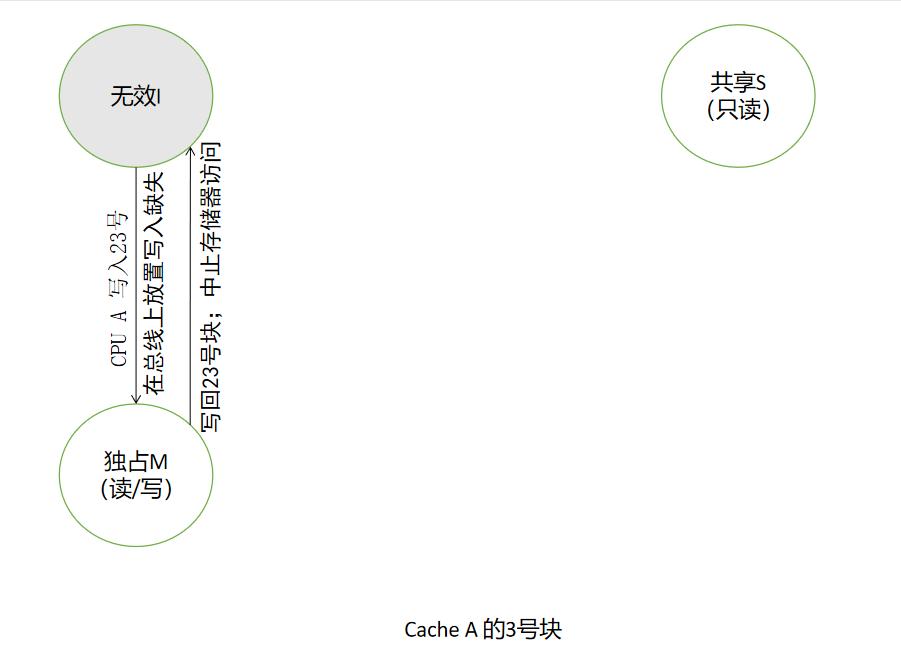 无效I
共享S
(只读)
CPU A 写入23号
在总线上放置写入缺失
写回23号块；中止存储器访问
独占M
(读/写)
Cache A 的3号块